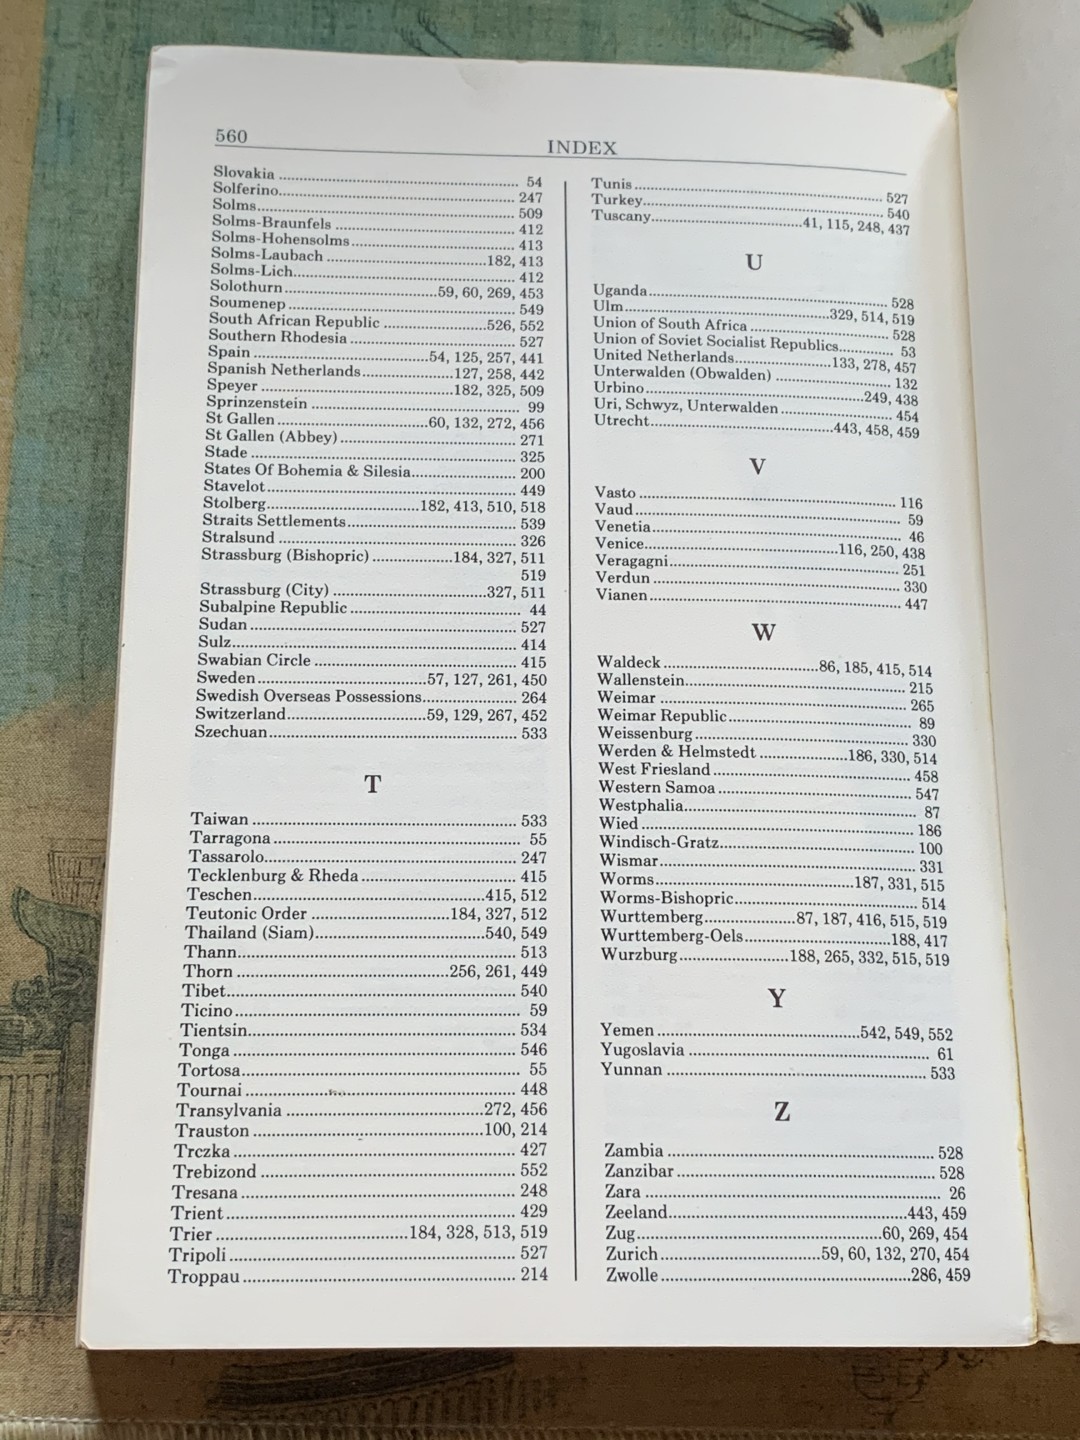 560
INDEX
Slovakia ........ 54
Solferino........ 247
Solms........ 509
Solms-Braunfels ........ 412
Solms-Hohensolms........ 413
Solms-Laubach ........182, 413
Solms-Lich........ 412
Solothurn ........59, 60, 269, 453
Soumenep ........ 549
South African Republic ........526, 552
Southern Rhodesia ........ 527
Spain ........54, 125, 257, 441
Spanish Netherlands........127, 258, 442
Speyer ........182, 325, 509
Sprinzenstein ........ 99
St Gallen ........60, 132, 272, 456
St Gallen (Abbey) ........ 271
Stade ........ 325
States Of Bohemia & Silesia........ 200
Stavelot ........ 449
Stolberg........182, 413, 510, 518
Straits Settlements........ 539
Stralsund ........ 326
Strassburg (Bishopric) ........184, 327, 511
519
Strassburg (City) ........327, 511
Subalpine Republic ........ 44
Sudan ........ 527
Sulz........ 414
Swabian Circle ........ 415
Sweden ........57, 127, 261, 450
Swedish Overseas Possessions........ 264
Switzerland........59, 129, 267, 452
Szechuan........ 533
T
Taiwan ........ 533
Tarragona ........ 55
Tassarolo........ 247
Tecklenburg & Rheda ........ 415
Teschen ........415, 512
Teutonic Order ........184, 327, 512
Thailand (Siam)........540, 549
Thann........ 513
Thorn ........256, 261, 449
Tibet........ 540
Ticino ........ 59
Tientsin........ 534
Tonga ........ 546
Tortosa........ 55
Tournai ........ 448
Transylvania ........272, 456
Trauston ........100, 214
Trczka ........ 427
Trebizond ........ 552
Tresana ........ 248
Trient ........ 429
Trier ........184, 328, 513, 519
Tripoli ........ 527
Troppau ........ 214
Tunis ........ 527
Turkey........ 540
Tuscany........41, 115, 248, 437
U
Uganda........ 528
Ulm........329, 514, 519
Union of South Africa ........ 528
Union of Soviet Socialist Republics........ 53
United Netherlands........133, 278, 457
Unterwalden (Obwalden) ........ 132
Urbino........249, 438
Uri, Schwyz, Unterwalden ........ 454
Utrecht........443, 458, 459
V
Vasto ........ 116
Vaud ........ 59
Venetia........ 46
Venice........116, 250, 438
Veragagni........ 251
Verdun ........ 330
Vianen........ 447
W
Waldeck ........86, 185, 415, 514
Wallenstein........ 215
Weimar ........ 265
Weimar Republic........ 89
Weissenburg ........ 330
Werden & Helmstedt ........186, 330, 514
West Friesland ........ 458
Western Samoa ........ 547
Westphalia........ 87
Wied ........ 186
Windisch-Gratz........ 100
Wismar........ 331
Worms........187, 331, 515
Worms-Bishopric........ 514
Wurttemberg........87, 187, 416, 515, 519
Wurttemberg-Oels........188, 417
Wurzburg........188, 265, 332, 515, 519
Y
Yemen ........542, 549, 552
Yugoslavia ........ 61
Yunnan ........ 533
Z
Zambia ........ 528
Zanzibar ........ 528
Zara ........ 26
Zeeland........443, 459
Zug........60, 269, 454
Zurich ........59, 60, 132, 270, 454
Zwolle ........286, 459